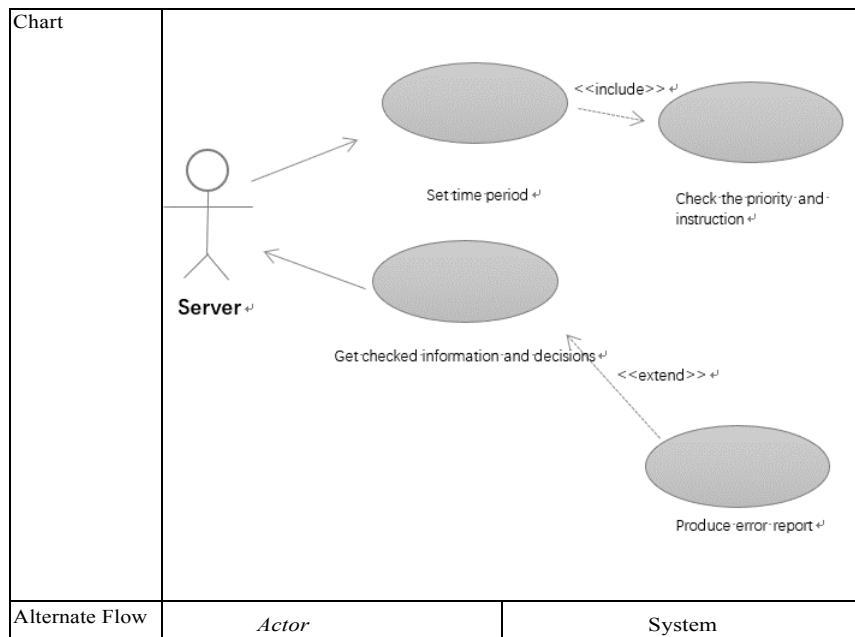 Chart
<<include>>
Set time period
Check the priority and
instruction
Server
Get checked information and decisions
<<extend>>
Produce error report
Alternate Flow
Actor
System